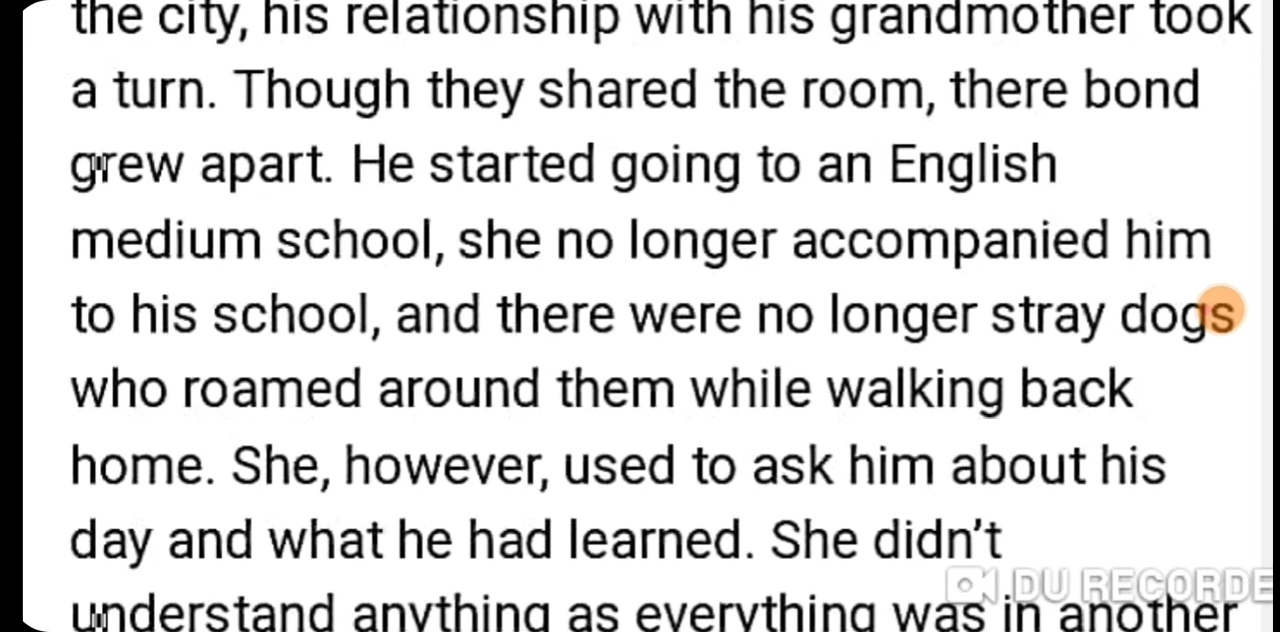 the city, his relationship with his grandmother took
a turn. Though they shared the room, there bond
grew apart. He started going to an English
medium school, she no longer accompanied him
to his school, and there were no longer stray dogs
who roamed around them while walking back
home. She, however, used to ask him about his
day and what he had learned. She didn't
DU RECORDE
understand anything as everything was in another